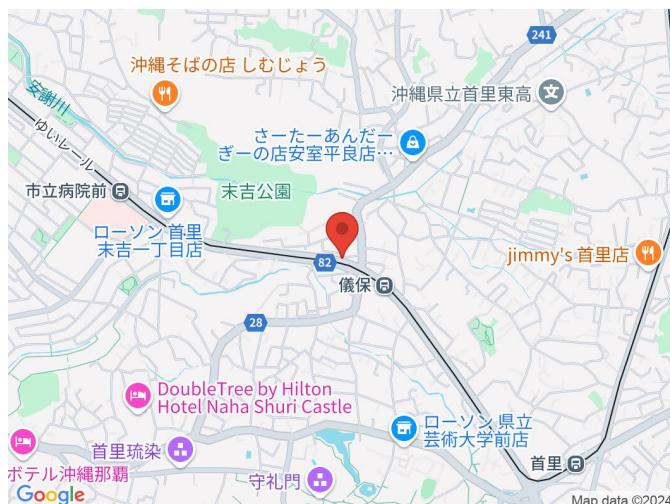 241
沖縄そばの店 しむじょう
沖縄県立首里東高
安謝川
ゆいレール
さーたーあんだー
ぎーの店安室平良店…
末吉公園
市立病院前
ローソン 首里
末吉一丁目店
jimmy's 首里店
82
儀保
28
DoubleTree by Hilton
Hotel Naha Shuri Castle
ローソン 県立
芸術大学前店
首里琉染
首里
ボテル沖縄那覇
守礼門
Google
Map data ©2024